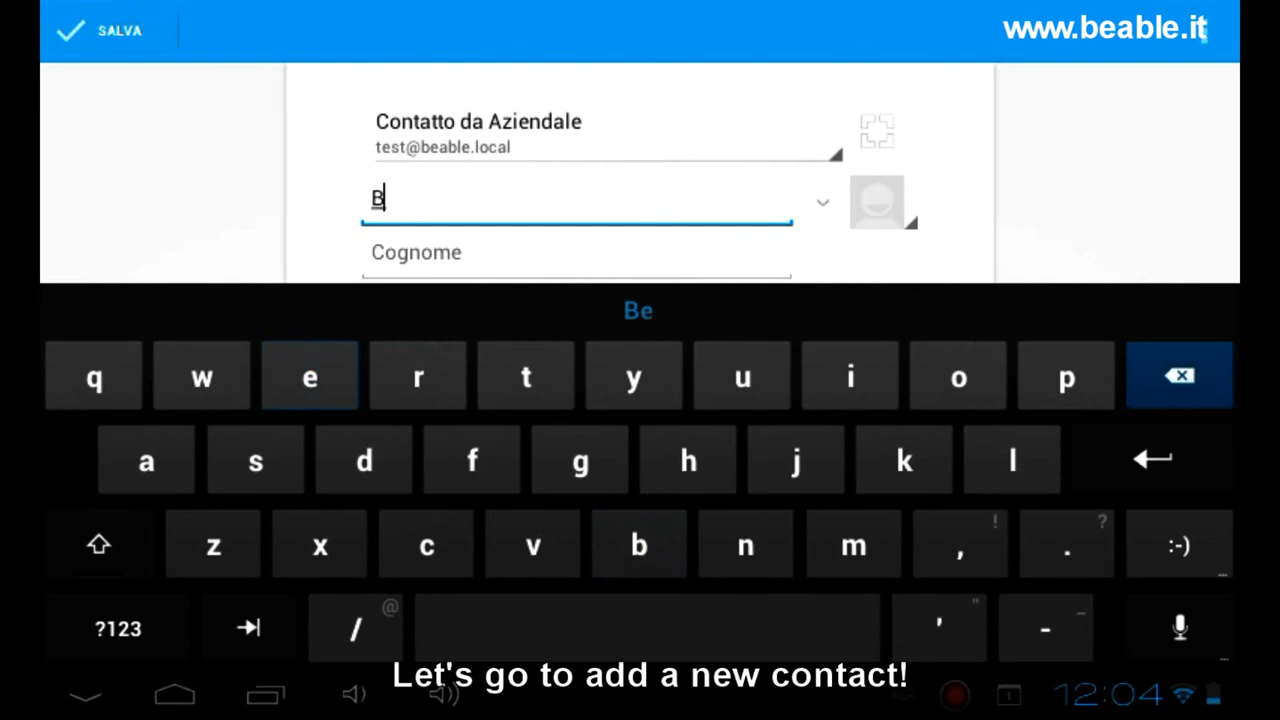 SALVA
www.beable.it
Contatto da Aziendale
test@beable.local
B
Cognome
Be
q w e r t y u i o p
a s d f g h j k l
z x c v b n m , ! . ? :-)
?123 / @ ' " - _
Let's go to add a new contact!
12:04